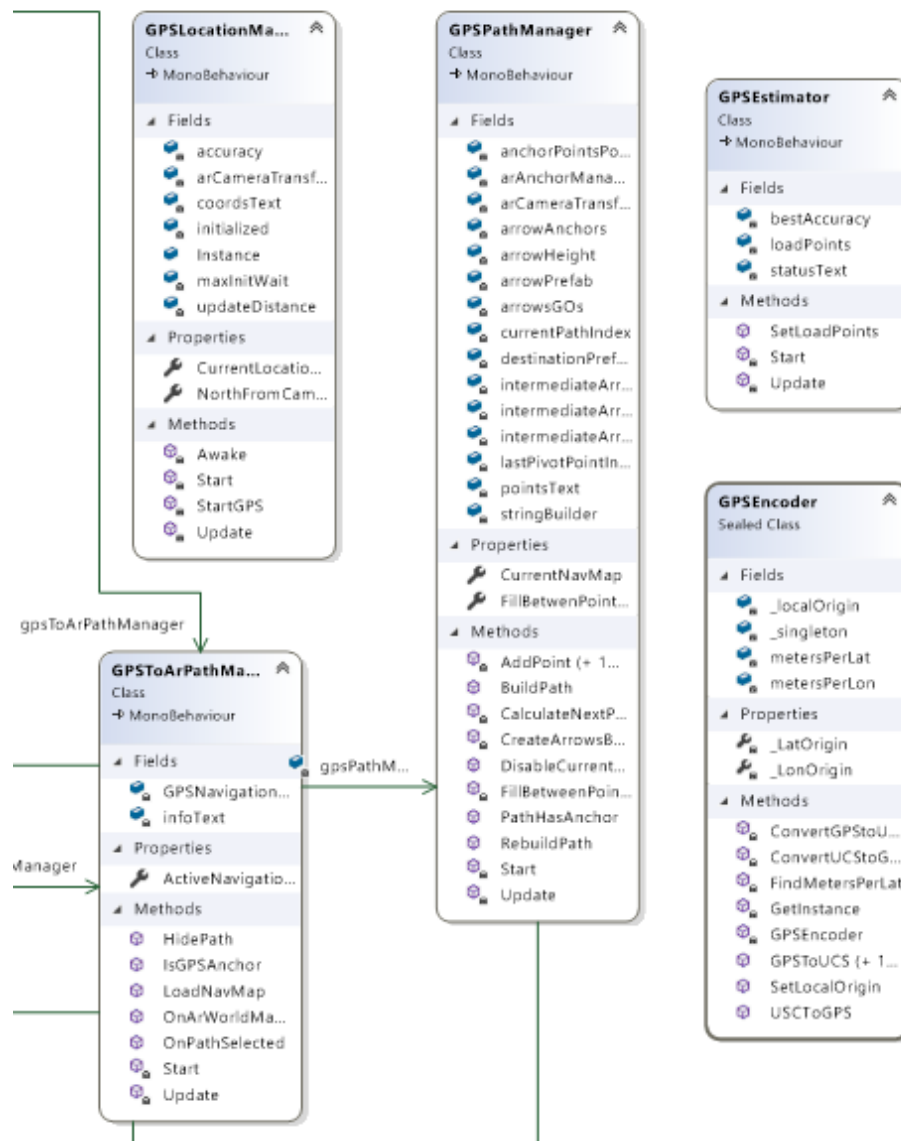 GPSLocationMa...
Class
MonoBehaviour
Fields
accuracy
arCameraTransf...
coordsText
initialized
Instance
maxInitWait
updateDistance
Properties
CurrentLocatio...
NorthFromCam...
Methods
Awake
Start
StartGPS
Update
GPSPathManager
Class
MonoBehaviour
Fields
anchorPointsPo...
arAnchorMana...
arCameraTransf...
arrowAnchors
arrowHeight
arrowPrefab
arrowsGOs
currentPathIndex
destinationPref...
intermediateArr...
intermediateArr...
intermediateArr...
lastPivotPointIn...
pointsText
stringBuilder
Properties
CurrentNavMap
FillBetwenPoint...
Methods
AddPoint (+ 1...
BuildPath
CalculateNextP...
CreateArrowsB...
DisableCurrent...
FillBetweenPoin...
PathHasAnchor
RebuildPath
Start
Update
GPSEstimator
Class
MonoBehaviour
Fields
bestAccuracy
loadPoints
statusText
Methods
SetLoadPoints
Start
Update
GPSEncoder
Sealed Class
Fields
_localOrigin
_singleton
metersPerLat
metersPerLon
Properties
_LatOrigin
_LonOrigin
Methods
ConvertGPStoU...
ConvertUCStoG...
FindMetersPerLat
GetInstance
GPSEncoder
GPSToUCS (+ 1...
SetLocalOrigin
USCToGPS
gpsToArPathManager
GPSToArPathMa...
Class
MonoBehaviour
Fields
GPSNavigation...
infoText
Properties
ActiveNavigatio...
Methods
HidePath
IsGPSAnchor
LoadNavMap
OnArWorldMa...
OnPathSelected
Start
Update
gpsPathM...
Manager